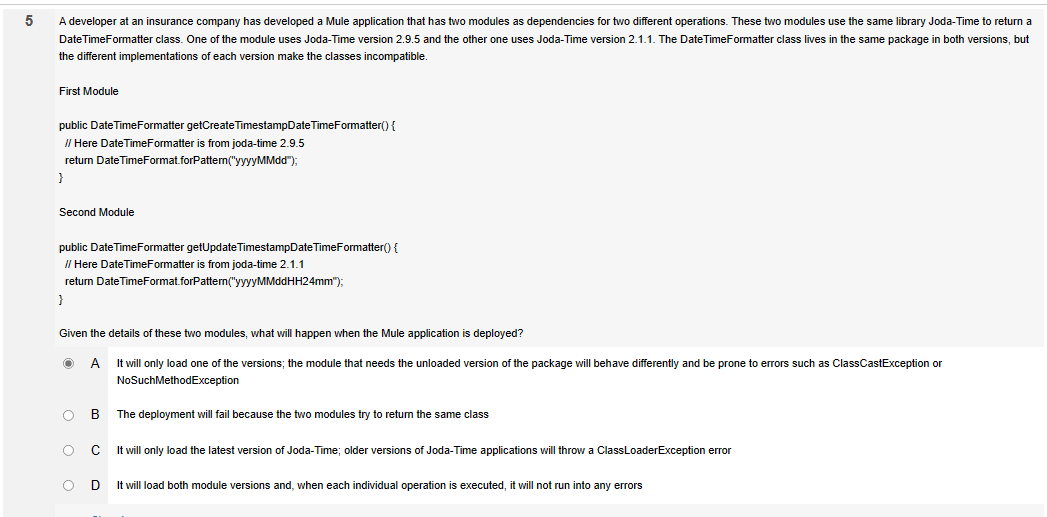 5 A developer at an insurance company has developed a Mule application that has two modules as dependencies for two different operations. These two modules use the same library Joda-Time to return a
DateTimeFormatter class. One of the module uses Joda-Time version 2.9.5 and the other one uses Joda-Time version 2.1.1. The DateTimeFormatter class lives in the same package in both versions, but
the different implementations of each version make the classes incompatible.
First Module
public DateTimeFormatter getCreateTimestampDateTimeFormatter() {
// Here DateTimeFormatter is from joda-time 2.9.5
return DateTimeFormat.forPattern("yyyyMMdd");
}
Second Module
public DateTimeFormatter getUpdateTimestampDateTimeFormatter() {
// Here DateTimeFormatter is from joda-time 2.1.1
return DateTimeFormat.forPattern("yyyyMMddHH24mm");
}
Given the details of these two modules, what will happen when the Mule application is deployed?
A It will only load one of the versions; the module that needs the unloaded version of the package will behave differently and be prone to errors such as ClassCastException or
NoSuchMethodException
B The deployment will fail because the two modules try to return the same class
C It will only load the latest version of Joda-Time; older versions of Joda-Time applications will throw a ClassLoaderException error
D It will load both module versions and, when each individual operation is executed, it will not run into any errors